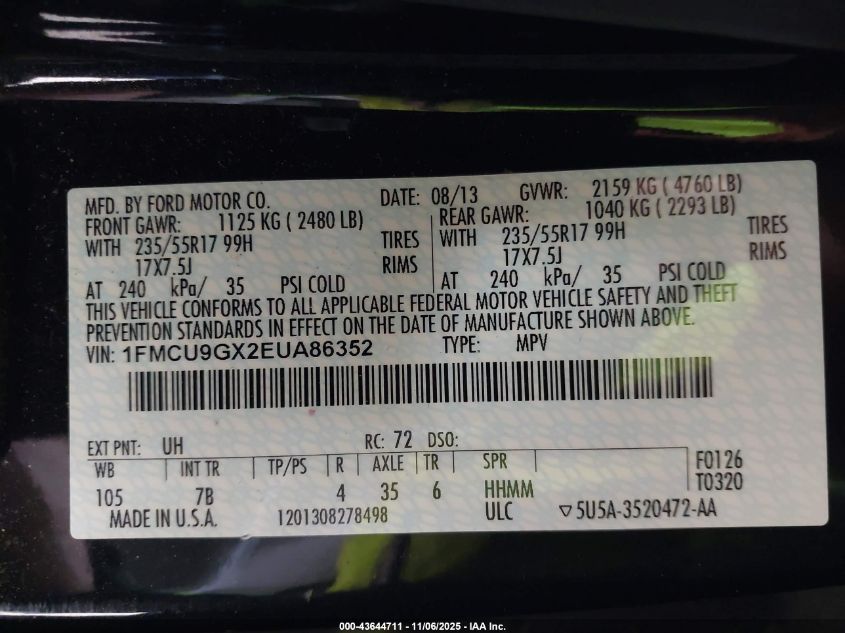 MFD. BY FORD MOTOR CO. DATE: 08/13 GVWR: 2159 KG ( 4760 LB)
FRONT GAWR: 1125 KG ( 2480 LB) REAR GAWR: 1040 KG ( 2293 LB)
WITH 235/55R17 99H TIRES WITH 235/55R17 99H TIRES
17X7.5J RIMS 17X7.5J RIMS
AT 240 kPa/ 35 PSI COLD AT 240 kPa/ 35 PSI COLD
THIS VEHICLE CONFORMS TO ALL APPLICABLE FEDERAL MOTOR VEHICLE SAFETY AND THEFT
PREVENTION STANDARDS IN EFFECT ON THE DATE OF MANUFACTURE SHOWN ABOVE.
VIN: 1FMCU9GX2EUA86352 TYPE: MPV
EXT PNT: UH RC: 72 DSO:
WB INT TR TP/PS R AXLE TR SPR F0126
105 7B 4 35 6 HHMM T0320
MADE IN U.S.A. 1201308278498 ULC ▽5U5A-3520472-AA
000-43644711 - 11/06/2025 - IAA Inc.